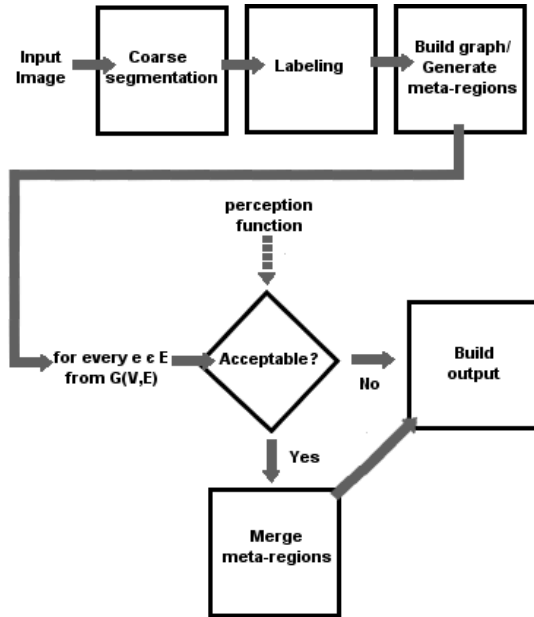 Input
Image
Coarse
segmentation
Labeling
Build graph/
Generate
meta-regions
perception
function
for every e ϵ E
from G(V,E)
Acceptable?
No
Build
output
Yes
Merge
meta-regions